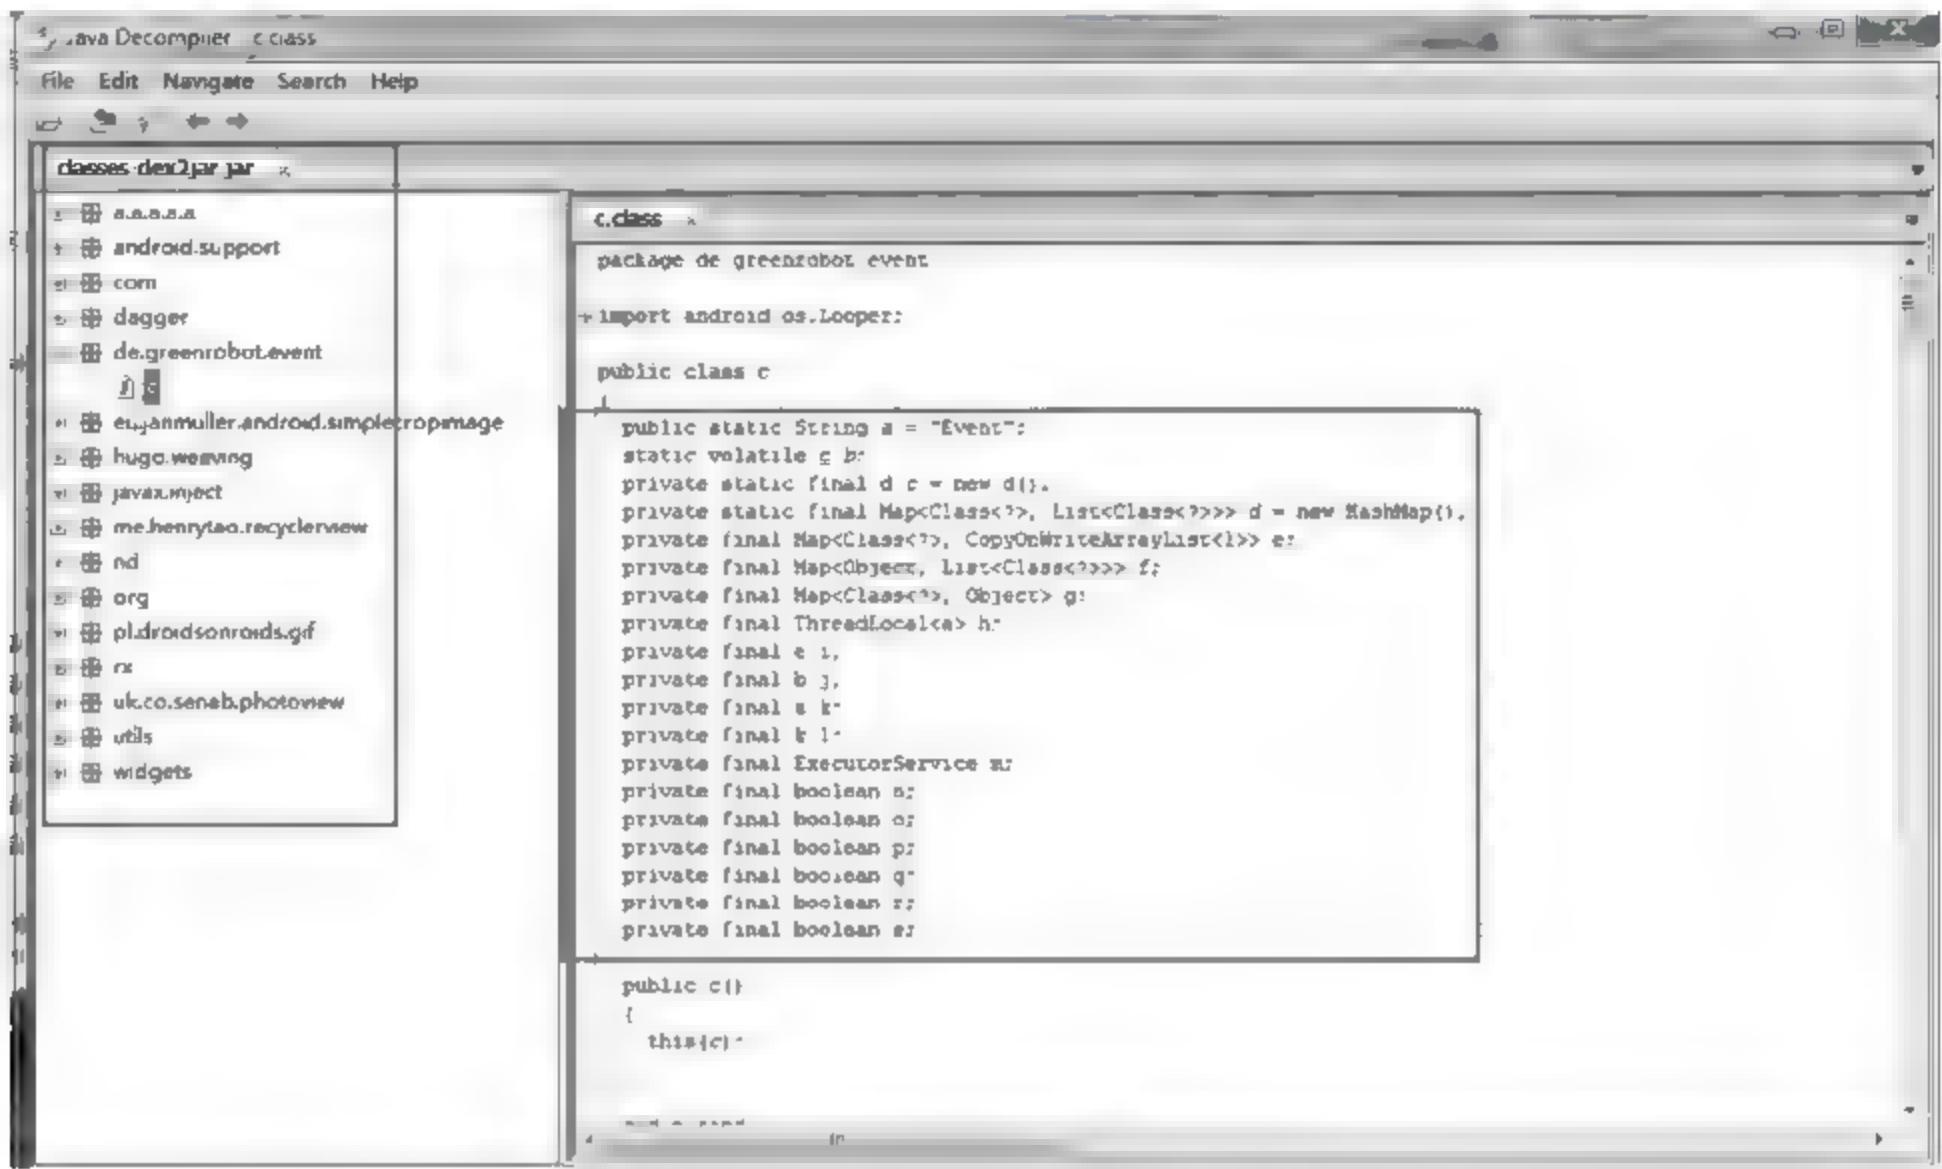 Java Decompiler c.class
File Edit Navigate Search Help
classes-dex2jar.jar
a.a.a.a.a
android.support
com
dagger
de.greenrobot.event
c
eu.janmuller.android.simplecropimage
hugo.weaving
javax.inject
me.henrytao.recyclerview
nd
org
pl.droidsonroids.gif
rx
uk.co.senab.photoview
utils
widgets
c.class
package de greenrobot event
import android os.Looper;
public class c
public static String a = "Event";
static volatile c b;
private static final d c = new d();
private static final Map<Class<?>, List<Class<?>>> d = new HashMap();
private final Map<Class<?>, CopyOnWriteArrayList<l>> e;
private final Map<Object, List<Class<?>>> f;
private final Map<Class<?>, Object> g;
private final ThreadLocal<a> h;
private final e i;
private final b j;
private final a k;
private final k l;
private final ExecutorService m;
private final boolean n;
private final boolean o;
private final boolean p;
private final boolean q;
private final boolean r;
private final boolean s;
public c()
{
this(c);